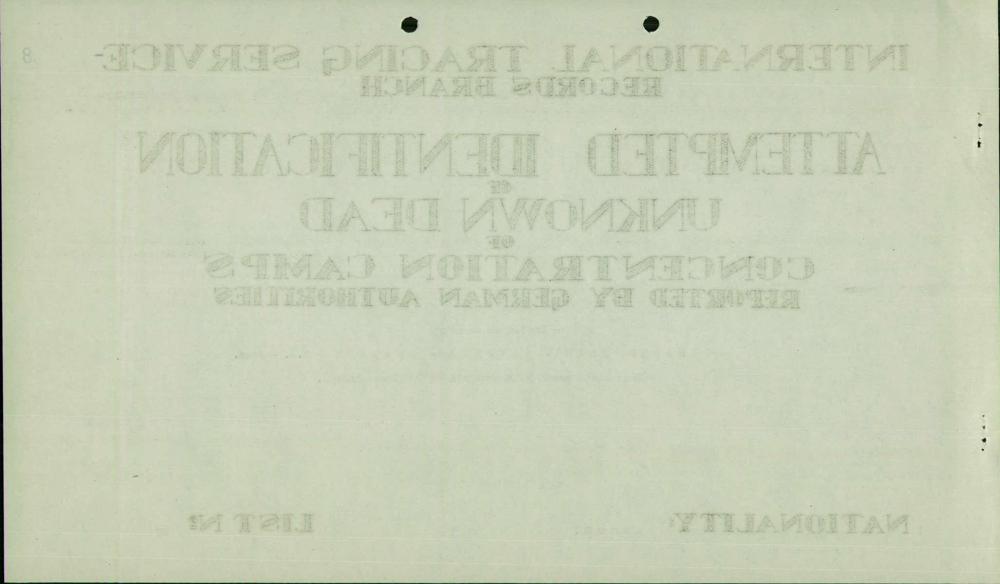 INTERNATIONAL TRACING SERVICE-
8.
RECORDS BRANCH
ATTEMPTED IDENTIFICATION
OF
UNKNOWN DEAD
OF
CONCENTRATION CAMPS
REPORTED BY GERMAN AUTHORITIES
NATIONALITY:
LIST Nº